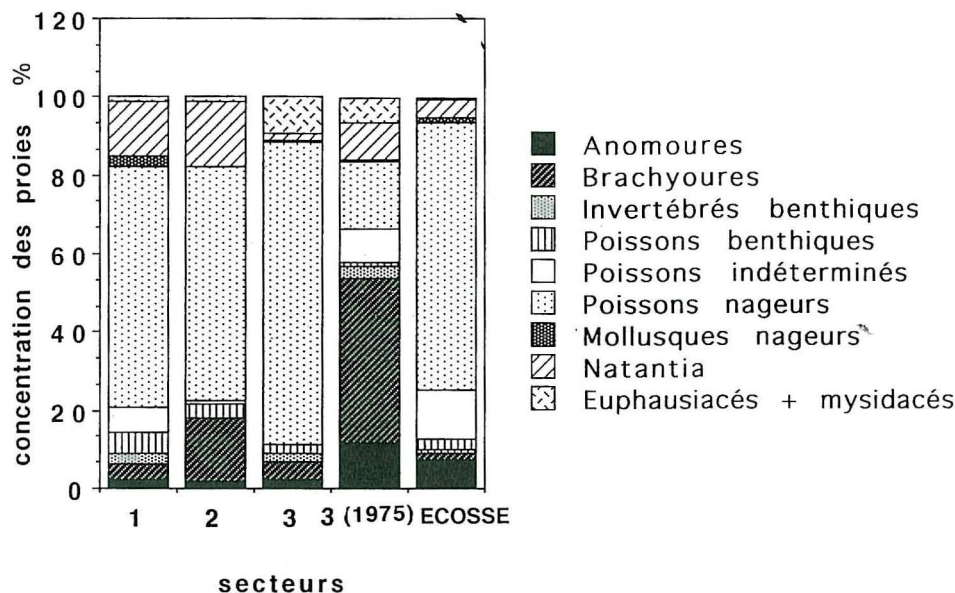 120
100
80
60
40
20
0
concentration des proies %
1 2 3 3 (1975) ECOSSE
secteurs
Anomoures
Brachyoures
Invertébrés benthiques
Poissons benthiques
Poissons indéterminés
Poissons nageurs
Mollusques nageurs
Natantia
Euphausiacés + mysidacés